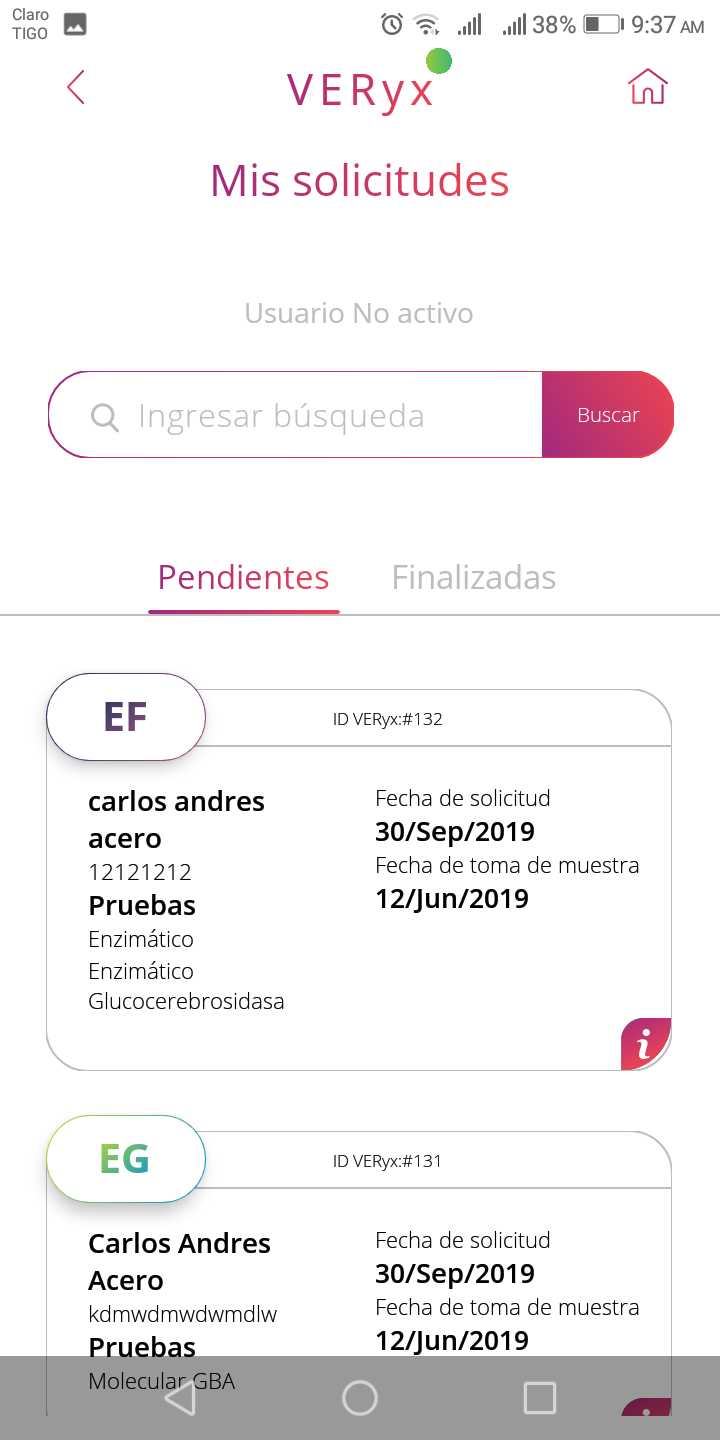 Claro
TIGO
38%
9:37 AM
VERyx
Mis solicitudes
Usuario No activo
Ingresar búsqueda
Buscar
Pendientes
Finalizadas
EF
ID VERyx:#132
carlos andres
acero
12121212
Pruebas
Enzimático
Enzimático
Glucocerebrosidasa
Fecha de solicitud
30/Sep/2019
Fecha de toma de muestra
12/Jun/2019
i
EG
ID VERyx:#131
Carlos Andres
Acero
kdmwdmwdwmdlw
Pruebas
Molecular GBA
Fecha de solicitud
30/Sep/2019
Fecha de toma de muestra
12/Jun/2019